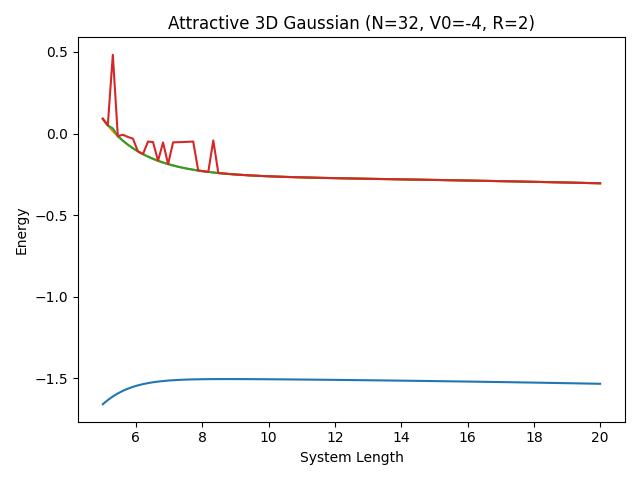 Attractive 3D Gaussian (N=32, V0=-4, R=2)
0.5
0.0
−0.5
−1.0
−1.5
Energy
6 8 10 12 14 16 18 20
System Length